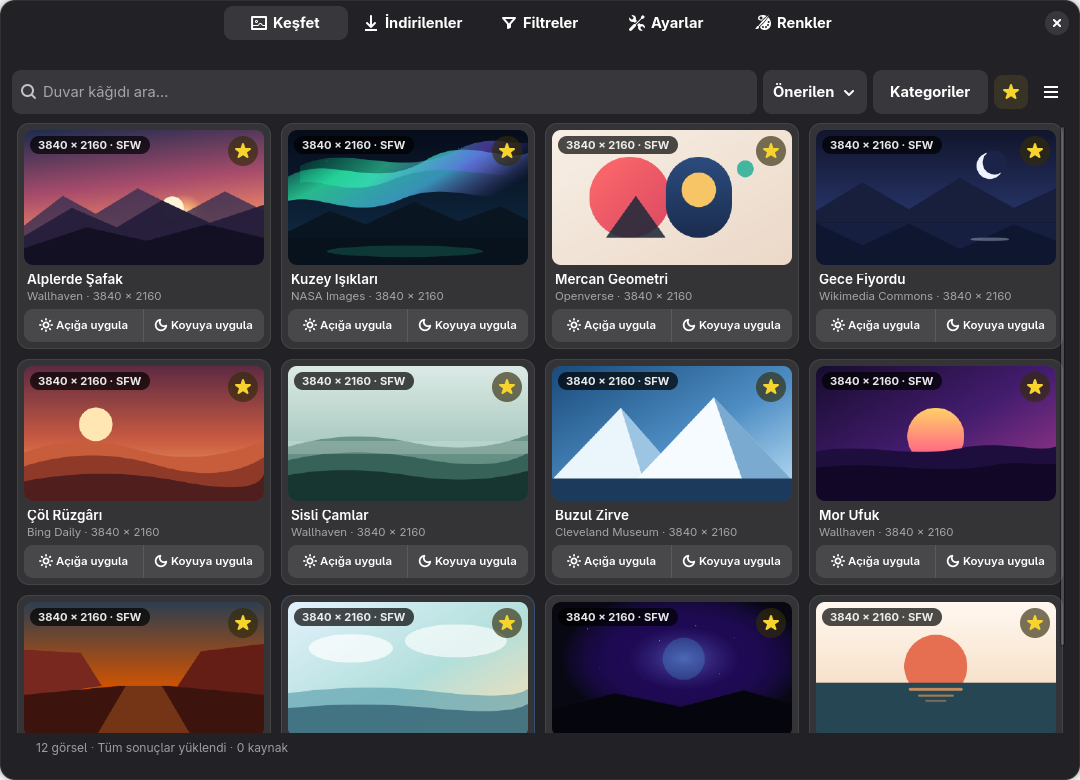 Keşfet İndirilenler Filtreler Ayarlar Renkler
Duvar kâğıdı ara... Önerilen Kategoriler
3840 × 2160 · SFW 3840 × 2160 · SFW 3840 × 2160 · SFW 3840 × 2160 · SFW
Alplerde Şafak Kuzey Işıkları Mercan Geometri Gece Fiyordu
Wallhaven · 3840 × 2160 NASA Images · 3840 × 2160 Openverse · 3840 × 2160 Wikimedia Commons · 3840 × 2160
Açığa uygula Koyuya uygula Açığa uygula Koyuya uygula Açığa uygula Koyuya uygula Açığa uygula Koyuya uygula
3840 × 2160 · SFW 3840 × 2160 · SFW 3840 × 2160 · SFW 3840 × 2160 · SFW
Çöl Rüzgârı Sisli Çamlar Buzul Zirve Mor Ufuk
Bing Daily · 3840 × 2160 Wallhaven · 3840 × 2160 Cleveland Museum · 3840 × 2160 Wallhaven · 3840 × 2160
Açığa uygula Koyuya uygula Açığa uygula Koyuya uygula Açığa uygula Koyuya uygula Açığa uygula Koyuya uygula
3840 × 2160 · SFW 3840 × 2160 · SFW 3840 × 2160 · SFW 3840 × 2160 · SFW
12 görsel · Tüm sonuçlar yüklendi · 0 kaynak